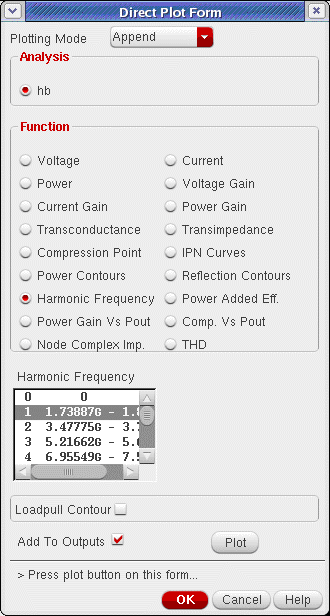 Direct Plot Form
Plotting Mode Append
Analysis
hb
Function
Voltage Current
Power Voltage Gain
Current Gain Power Gain
Transconductance Transimpedance
Compression Point IPN Curves
Power Contours Reflection Contours
Harmonic Frequency Power Added Eff.
Power Gain Vs Pout Comp. Vs Pout
Node Complex Imp. THD
Harmonic Frequency
0 0
1 1.73887G - 1.8
2 3.47775G - 3.7
3 5.21662G -
4 6.95549G - 7.5
Loadpull Contour
Add To Outputs Plot
> Press plot button on this form...
OK Cancel Help